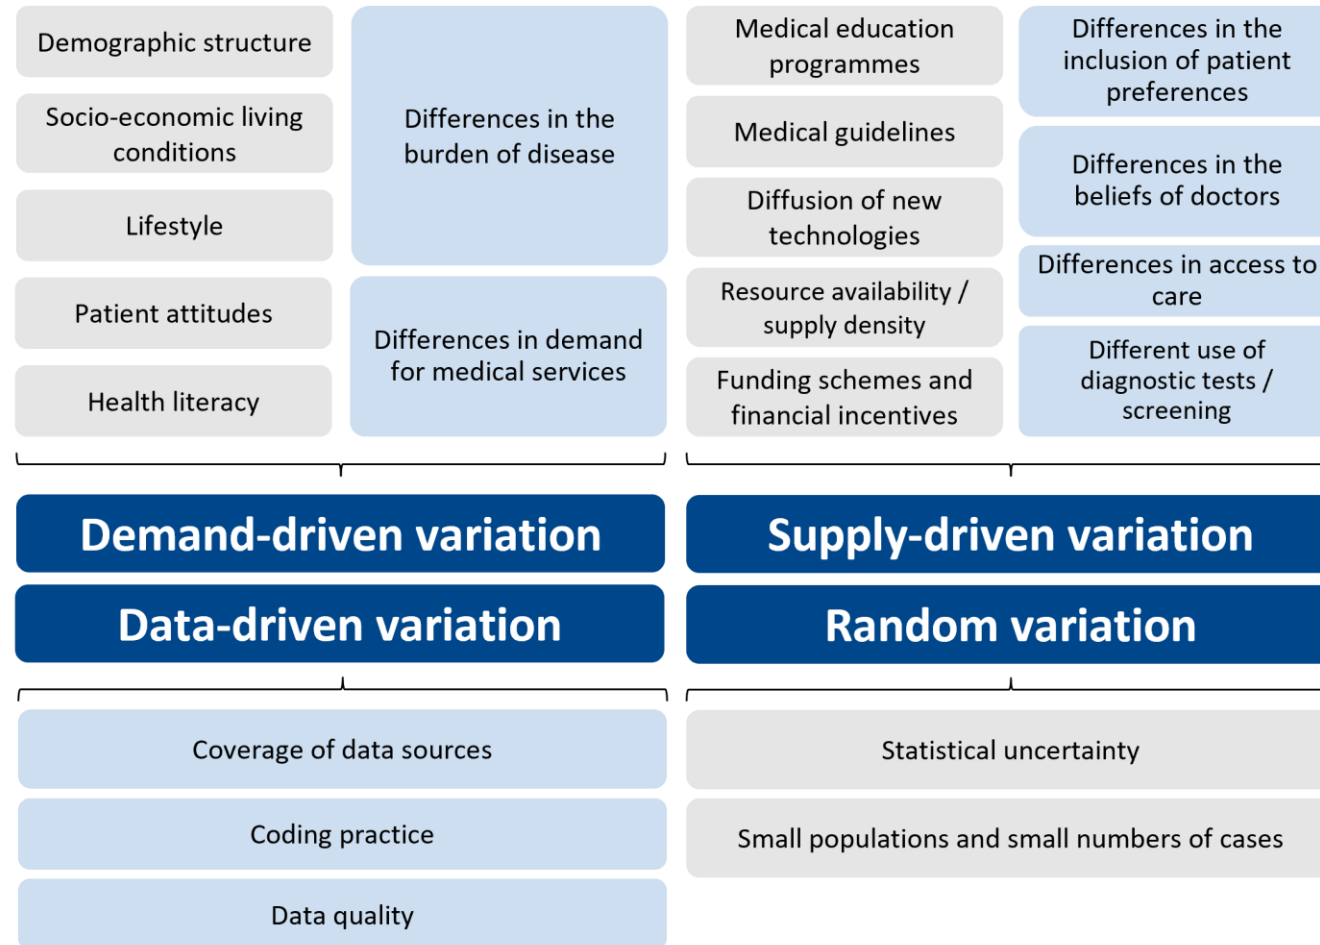 Demographic structure
Socio-economic living
conditions
Lifestyle
Patient attitudes
Health literacy
Differences in the
burden of disease
Differences in demand
for medical services
Medical education
programmes
Medical guidelines
Diffusion of new
technologies
Resource availability /
supply density
Funding schemes and
financial incentives
Differences in the
inclusion of patient
preferences
Differences in the
beliefs of doctors
Differences in access to
care
Different use of
diagnostic tests /
screening
Demand-driven variation
Supply-driven variation
Data-driven variation
Random variation
Coverage of data sources
Coding practice
Data quality
Statistical uncertainty
Small populations and small numbers of cases